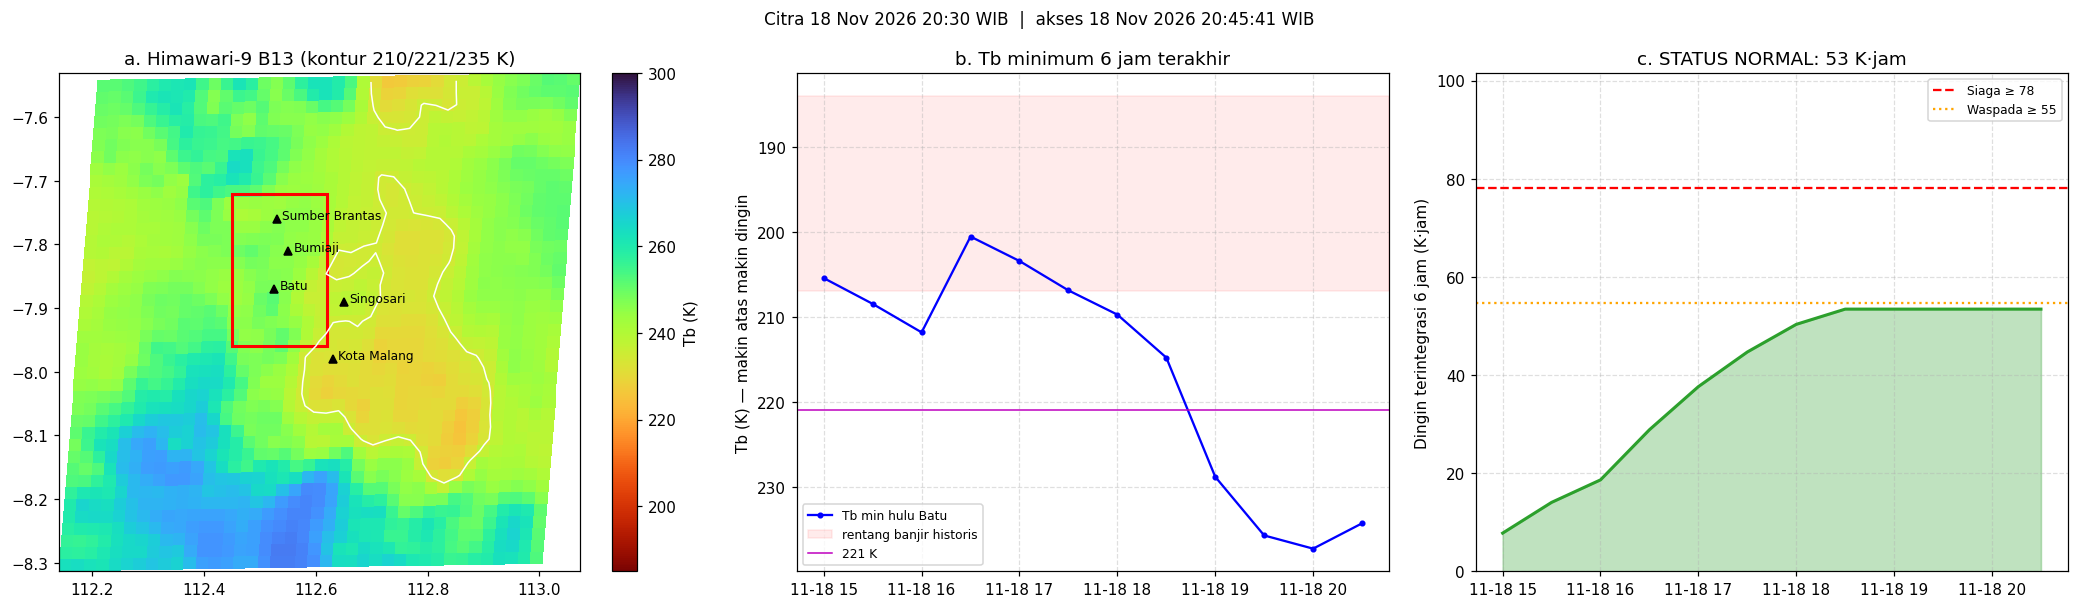 Citra 18 Nov 2026 20:30 WIB | akses 18 Nov 2026 20:45:41 WIB
a. Himawari-9 B13 (kontur 210/221/235 K)
−7.6
−7.7
−7.8
−7.9
−8.0
−8.1
−8.2
−8.3
112.2
112.4
112.6
112.8
113.0
Sumber Brantas
Bumiaji
Batu
Singosari
Kota Malang
300
280
260
240
220
200
Tb (K)
b. Tb minimum 6 jam terakhir
Tb (K) — makin atas makin dingin
190
200
210
220
230
Tb min hulu Batu
rentang banjir historis
221 K
11-18 15
11-18 16
11-18 17
11-18 18
11-18 19
11-18 20
c. STATUS NORMAL: 53 K·jam
Dingin terintegrasi 6 jam (K·jam)
100
80
60
40
20
0
Siaga ≥ 78
Waspada ≥ 55
11-18 15
11-18 16
11-18 17
11-18 18
11-18 19
11-18 20